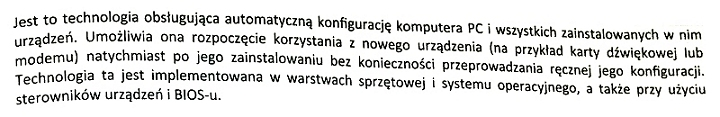 Jest to technologia obsługująca automatyczną konfigurację komputera PC i wszystkich zainstalowanych w nim
urządzeń. Umożliwia ona rozpoczęcie korzystania z nowego urządzenia (na przykład karty dźwiękowej lub
modemu) natychmiast po jego zainstalowaniu bez konieczności przeprowadzania ręcznej jego konfiguracji.
Technologia ta jest implementowana w warstwach sprzętowej i systemu operacyjnego, a także przy użyciu
sterowników urządzeń i BIOS-u.